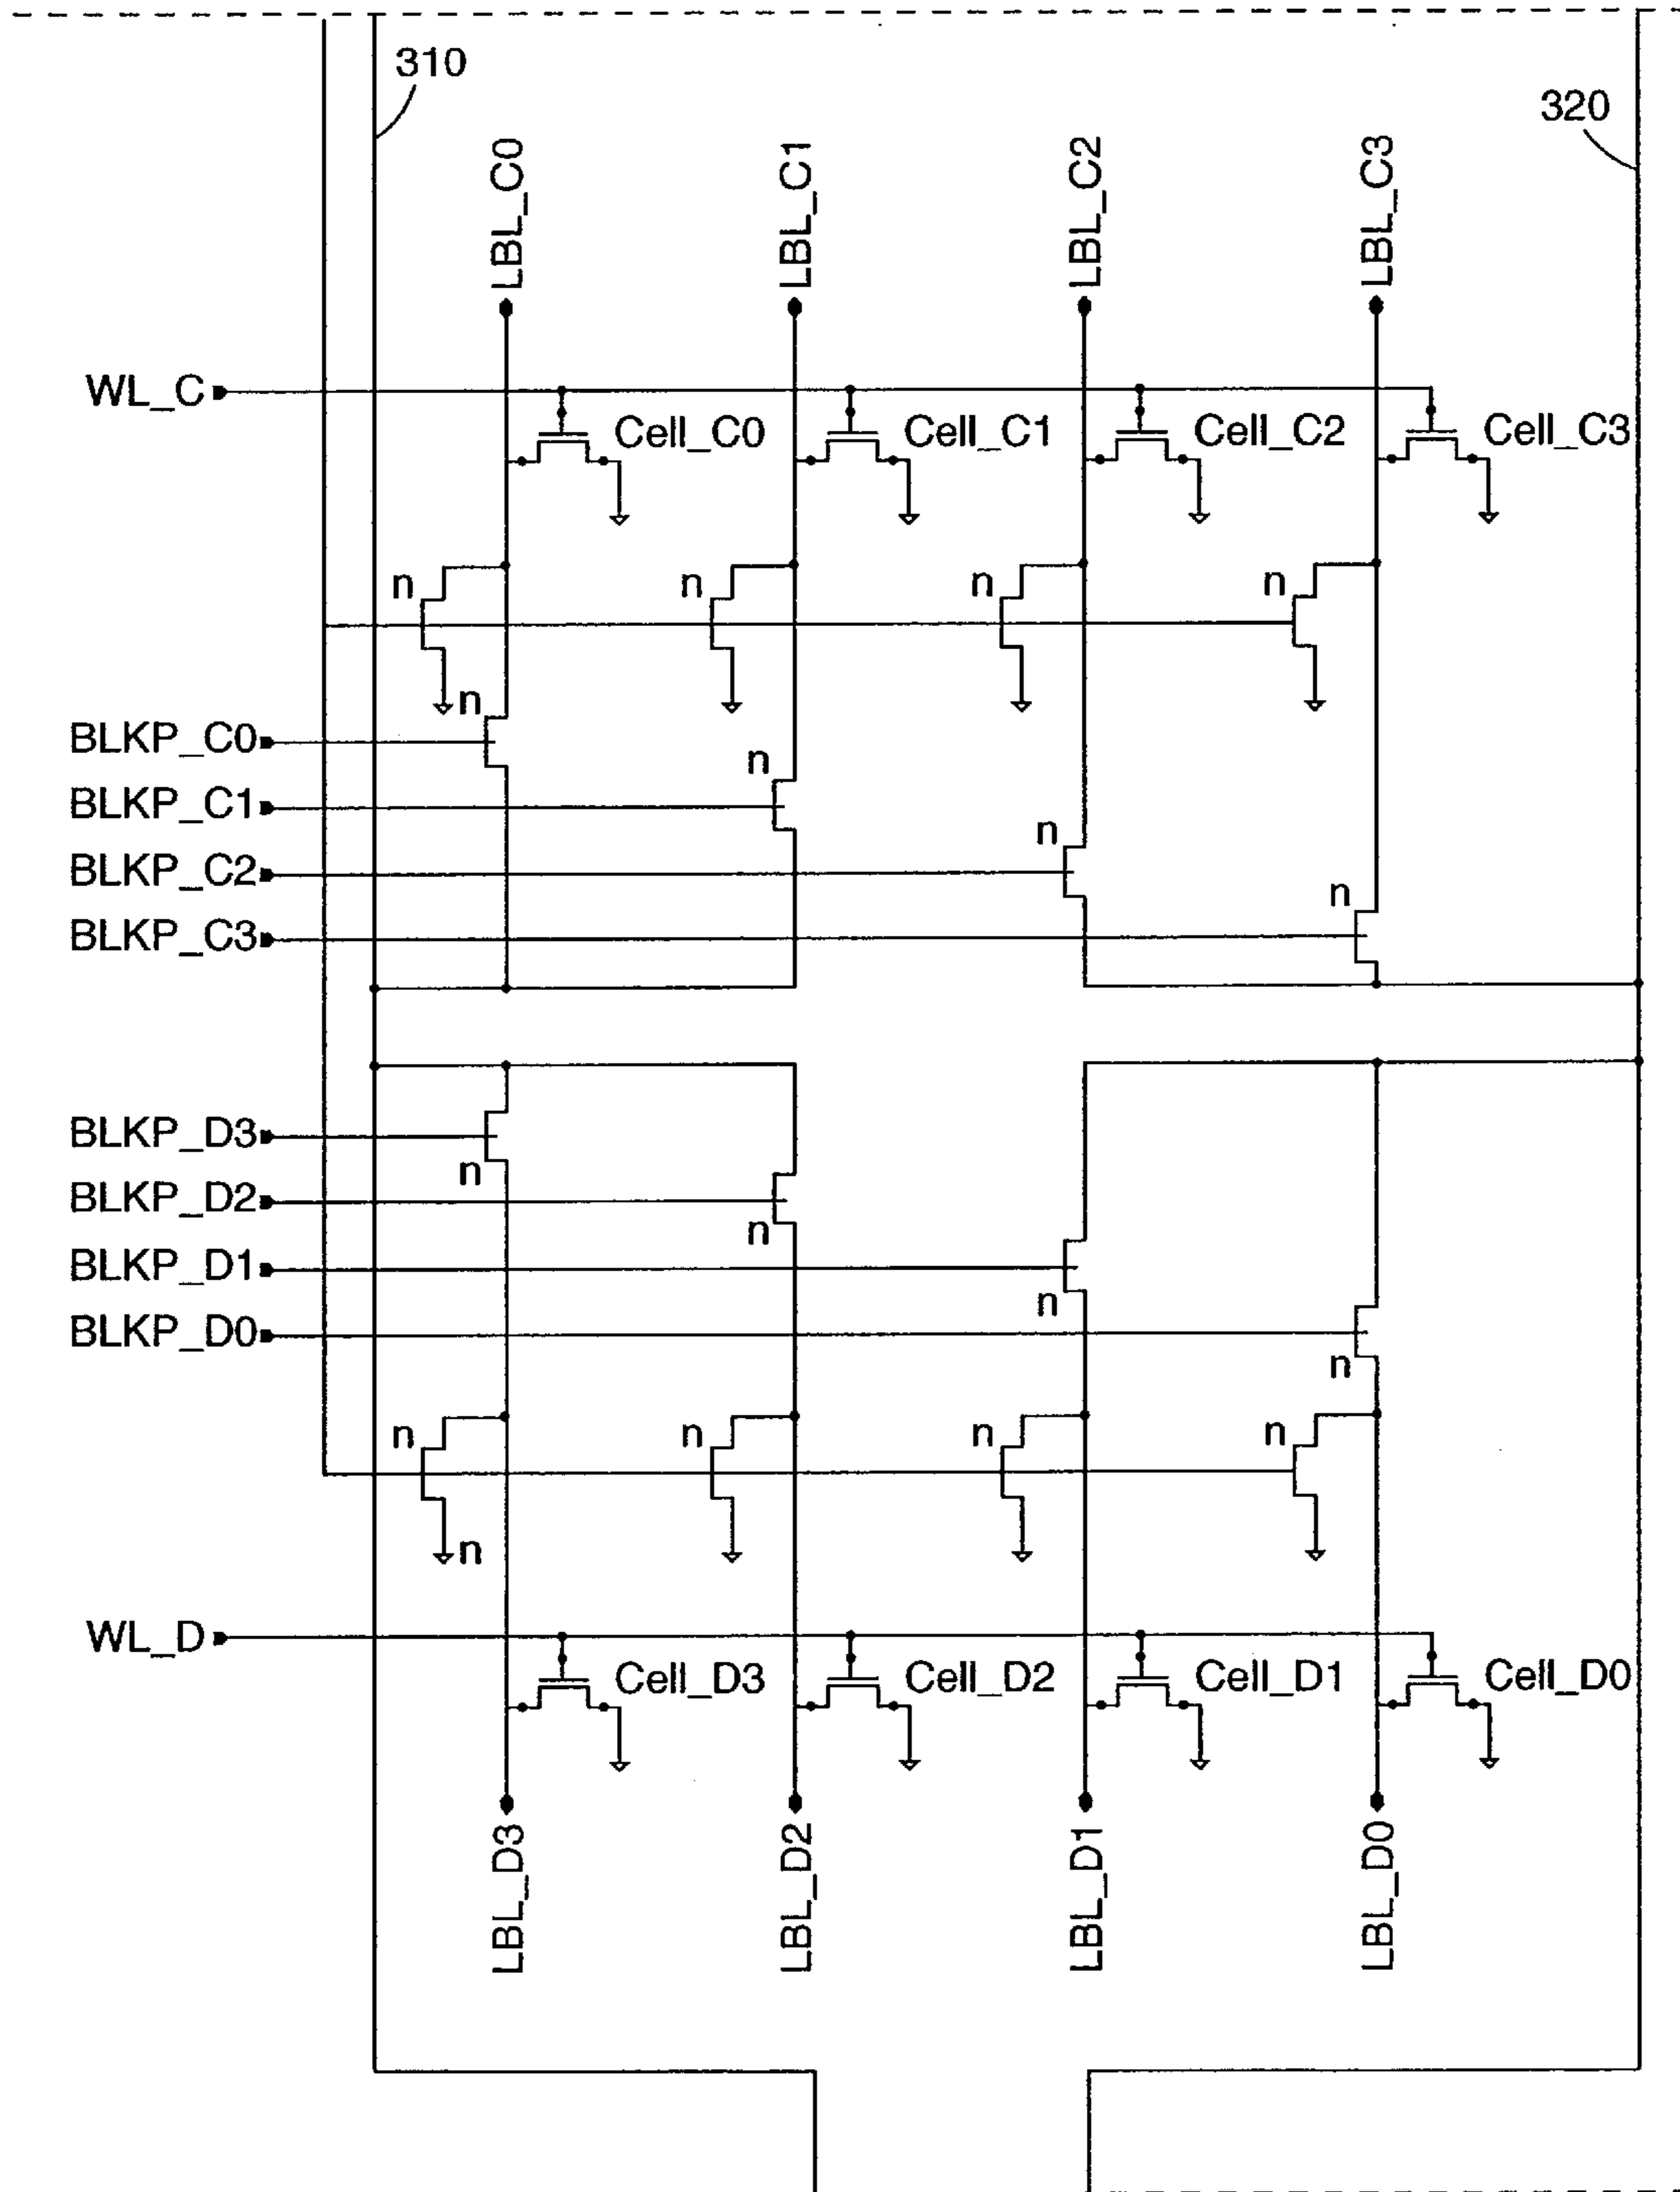 310
320
LBL_C0
LBL_C1
LBL_C2
LBL_C3
WL_C
Cell_C0
Cell_C1
Cell_C2
Cell_C3
n
n
n
n
n
BLKP_C0
n
BLKP_C1
n
BLKP_C2
n
BLKP_C3
BLKP_D3
n
BLKP_D2
n
BLKP_D1
n
BLKP_D0
n
n
n
n
n
n
WL_D
Cell_D3
Cell_D2
Cell_D1
Cell_D0
LBL_D3
LBL_D2
LBL_D1
LBL_D0